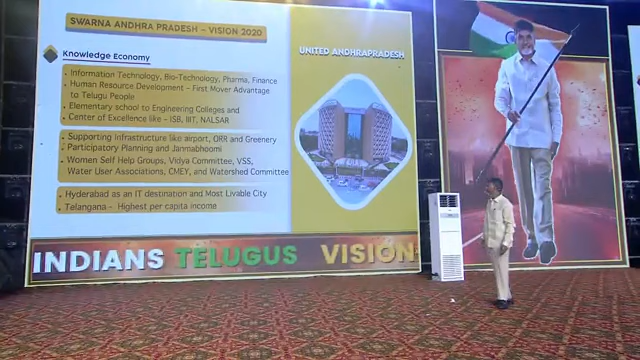 SWARNA ANDHRA PRADESH – VISION 2020
Knowledge Economy
Information Technology, Bio-Technology, Pharma, Finance
Human Resource Development – First Mover Advantage
to Telugu People
Elementary school to Engineering Colleges and
Center of Excellence like – ISB, IIIT, NALSAR
Supporting Infrastructure like airport, ORR and Greenery
Participatory Planning and Janmabhoomi
Women Self Help Groups, Vidya Committee, VSS,
Water User Associations, CMEY, and Watershed Committee
Hyderabad as an IT destination and Most Livable City
Telangana – Highest per capita income
UNITED ANDHRAPRADESH
INDIANS TELUGUS VISION